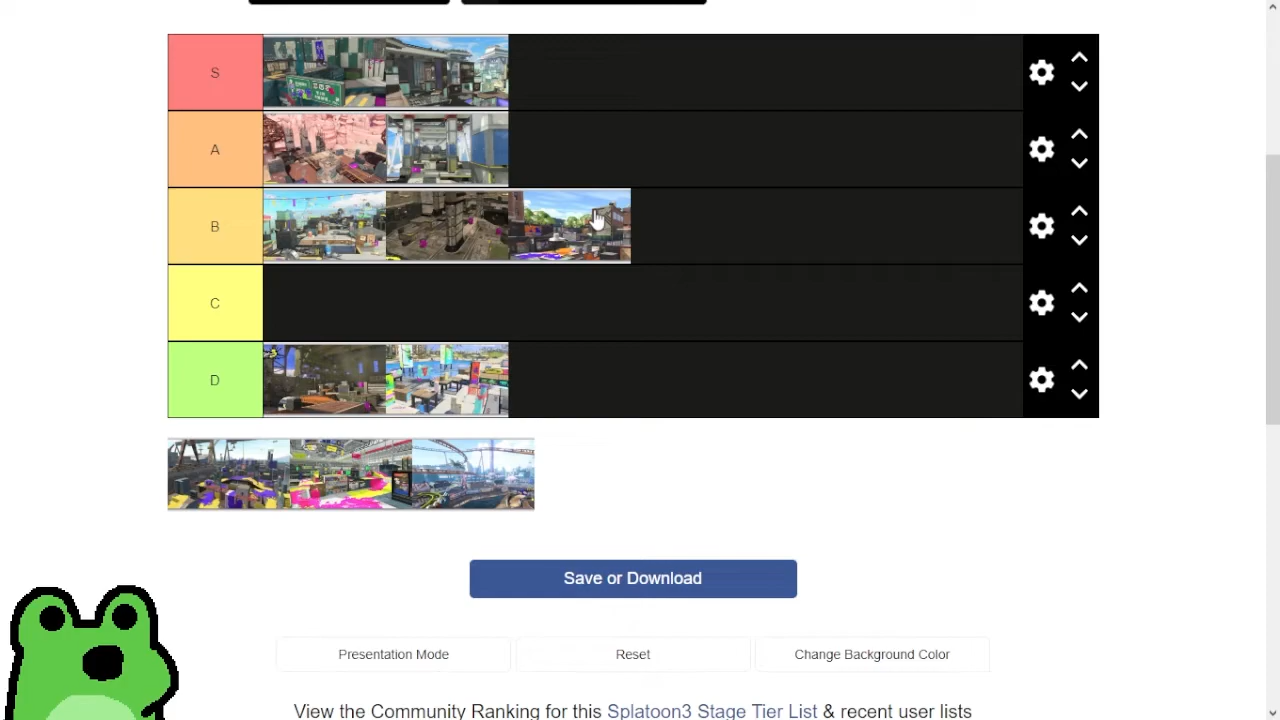 S
A
B
C
D
Save or Download
Presentation Mode
Reset
Change Background Color
View the Community Ranking for this Splatoon3 Stage Tier List & recent user lists